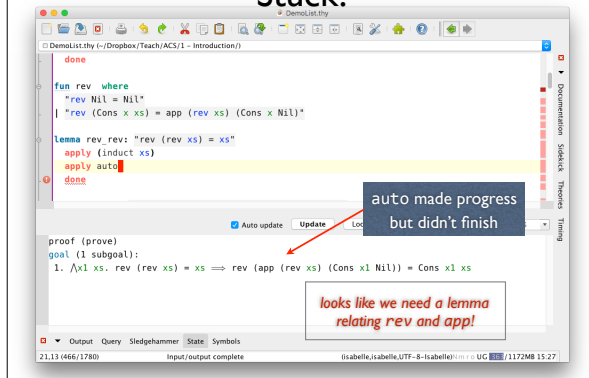 Stuck!
DemoList.thy
DemoList.thy (~/Dropbox/Teach/ACS/1 – Introduction/)
done
fun rev where
"rev Nil = Nil"
| "rev (Cons x xs) = app (rev xs) (Cons x Nil)"
lemma rev_rev: "rev (rev xs) = xs"
apply (induct xs)
apply auto
done
auto made progress
but didn't finish
Auto update Update
proof (prove)
goal (1 subgoal):
1. ⋀x1 xs. rev (rev xs) = xs ⟹ rev (app (rev xs) (Cons x1 Nil)) = Cons x1 xs
looks like we need a lemma
relating rev and app!
Output Query Sledgehammer State Symbols
21,13 (466/1780) Input/output complete (isabelle,isabelle,UTF-8-Isabelle) UG /1172MB 15:27
Documentation
Sidekick
Theories
Timing